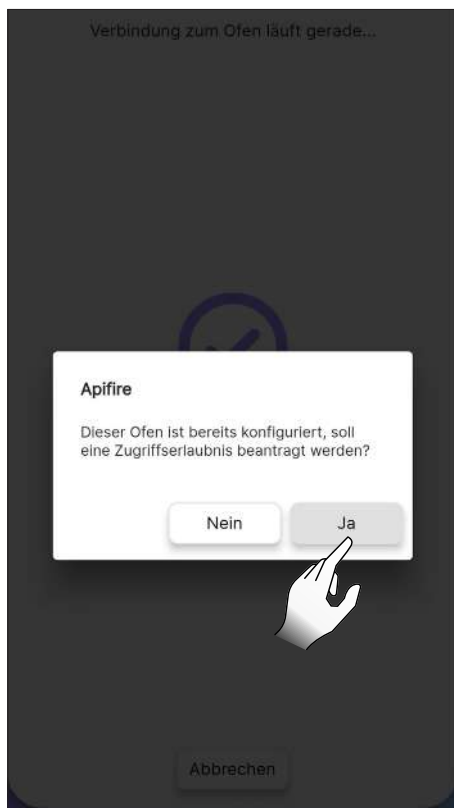 Verbindung zum Ofen läuft gerade...
Apifire
Dieser Ofen ist bereits konfiguriert, soll
eine Zugriffserlaubnis beantragt werden?
Nein
Ja
Abbrechen